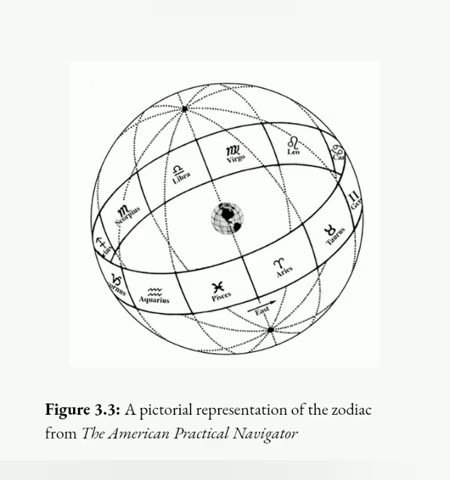 Leo
Virgo
Libra
Scorpius
Taurus
Aries
Pisces
Aquarius
East
Figure 3.3: A pictorial representation of the zodiac
from The American Practical Navigator